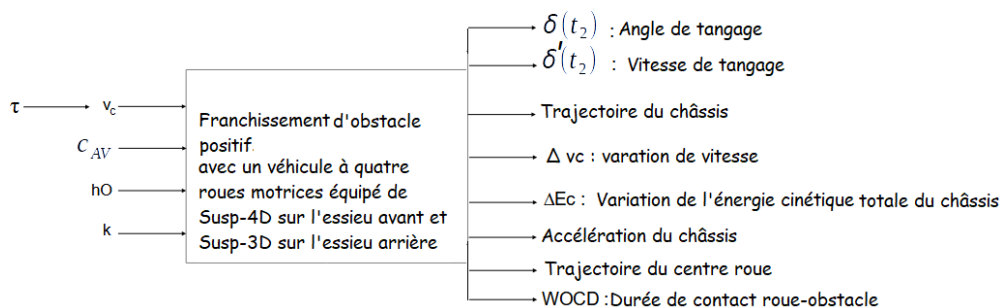 δ(t₂) : Angle de tangage
δ'(t₂) : Vitesse de tangage
τ v_c
Franchissement d'obstacle
positif.
avec un véhicule à quatre
roues motrices équipé de
Susp-4D sur l'essieu avant et
Susp-3D sur l'essieu arrière
C_AV
hO
k
Trajectoire du châssis
Δ vc : varation de vitesse
ΔEc : Variation de l'énergie cinétique totale du châssis
Accélération du châssis
Trajectoire du centre roue
WOCD :Durée de contact roue-obstacle